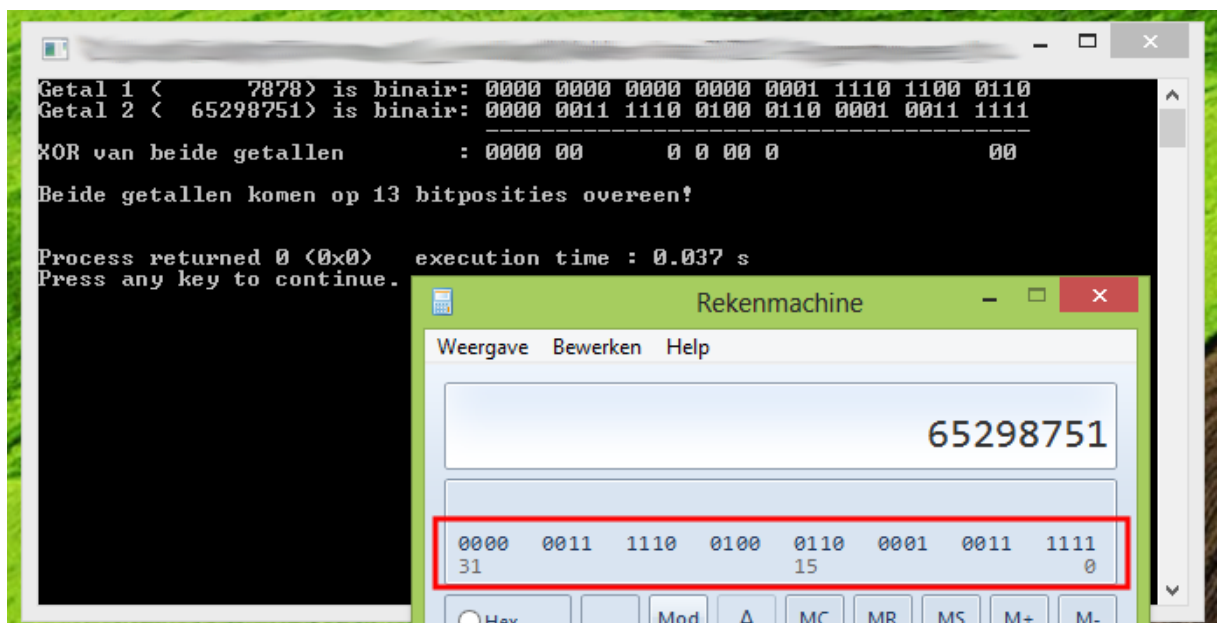 Getal 1 (      7878) is binair: 0000 0000 0000 0000 0001 1110 1100 0110
Getal 2 (  65298751) is binair: 0000 0011 1110 0100 0110 0001 0011 1111
XOR van beide getallen         : 0000 00      0 0 00 0              00
Beide getallen komen op 13 bitposities overeen!
Process returned 0 (0x0)   execution time : 0.037 s
Press any key to continue.
Rekenmachine
Weergave Bewerken Help
65298751
0000 0011 1110 0100 0110 0001 0011 1111
31 15 0
Hex Mod A MC MR MS M+ M-